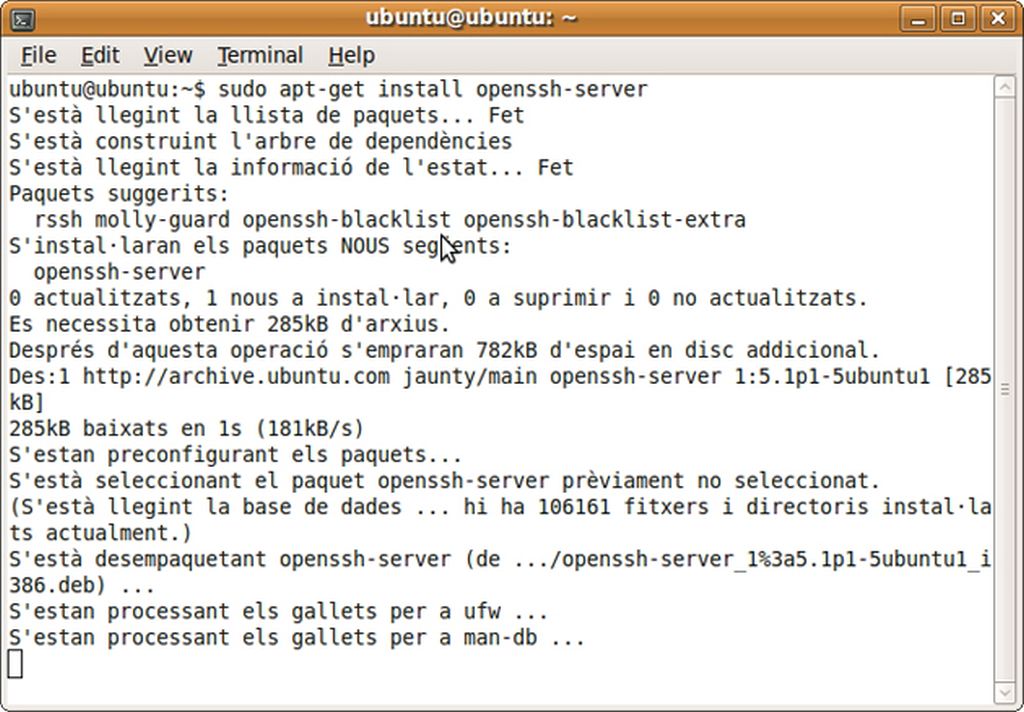 ubuntu@ubuntu: ~
File Edit View Terminal Help
ubuntu@ubuntu:~$ sudo apt-get install openssh-server
S'està llegint la llista de paquets... Fet
S'està construint l'arbre de dependències
S'està llegint la informació de l'estat... Fet
Paquets suggerits:
  rssh molly-guard openssh-blacklist openssh-blacklist-extra
S'instal·laran els paquets NOUS següents:
  openssh-server
0 actualitzats, 1 nous a instal·lar, 0 a suprimir i 0 no actualitzats.
Es necessita obtenir 285kB d'arxius.
Després d'aquesta operació s'empraran 782kB d'espai en disc addicional.
Des:1 http://archive.ubuntu.com jaunty/main openssh-server 1:5.1p1-5ubuntu1 [285
kB]
285kB baixats en 1s (181kB/s)
S'estan preconfigurant els paquets...
S'està seleccionant el paquet openssh-server prèviament no seleccionat.
(S'està llegint la base de dades ... hi ha 106161 fitxers i directoris instal·la
ts actualment.)
S'està desempaquetant openssh-server (de .../openssh-server_1%3a5.1p1-5ubuntu1_i
386.deb) ...
S'estan processant els gallets per a ufw ...
S'estan processant els gallets per a man-db ...